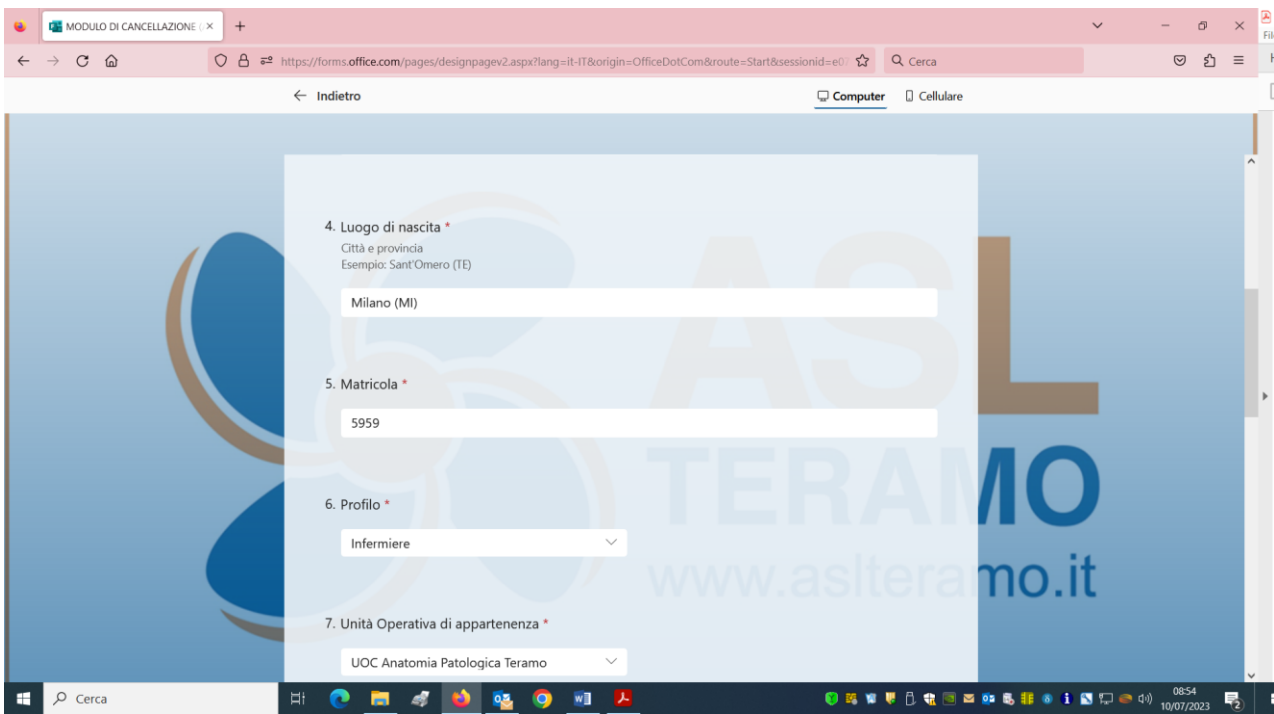 MODULO DI CANCELLAZIONE (
https://forms.office.com/pages/designpagev2.aspx?lang=it-IT&origin=OfficeDotCom&route=Start&sessionid=e0
Cerca
Fil
Indietro
Computer
Cellulare
4. Luogo di nascita *
Città e provincia
Esempio: Sant'Omero (TE)
Milano (MI)
5. Matricola *
5959
6. Profilo *
Infermiere
7. Unità Operativa di appartenenza *
UOC Anatomia Patologica Teramo
ASL
TERAMO
www.aslteramo.it
Cerca
08:54
10/07/2023
2